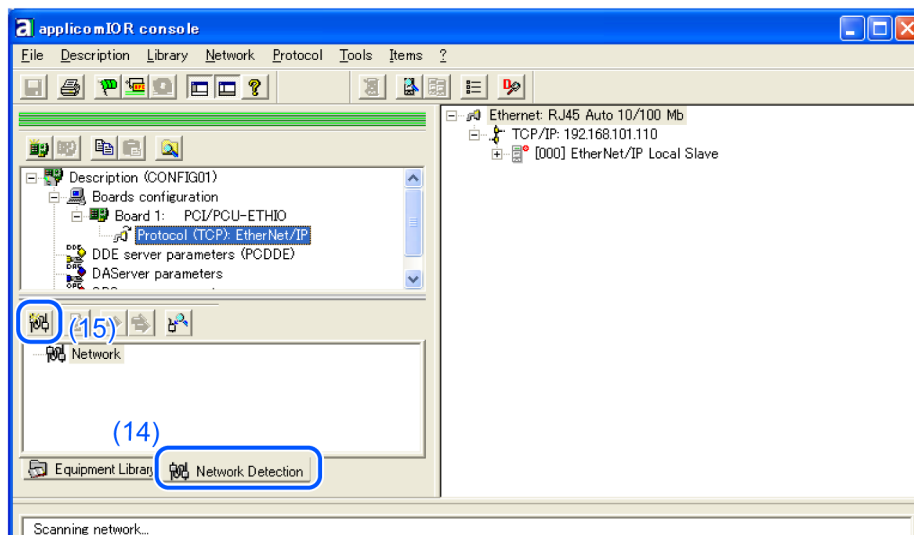 applicomIOR console
File Description Library Network Protocol Tools Items ?
Description (CONFIG01)
Boards configuration
Board 1: PCI/PCU-ETHIO
Protocol (TCP): EtherNet/IP
DDE server parameters (PCDDE)
DAServer parameters
(15)
Network
(14)
Equipment Library
Network Detection
Ethernet: RJ45 Auto 10/100 Mb
TCP/IP: 192.168.101.110
[000] EtherNet/IP Local Slave
Scanning network...